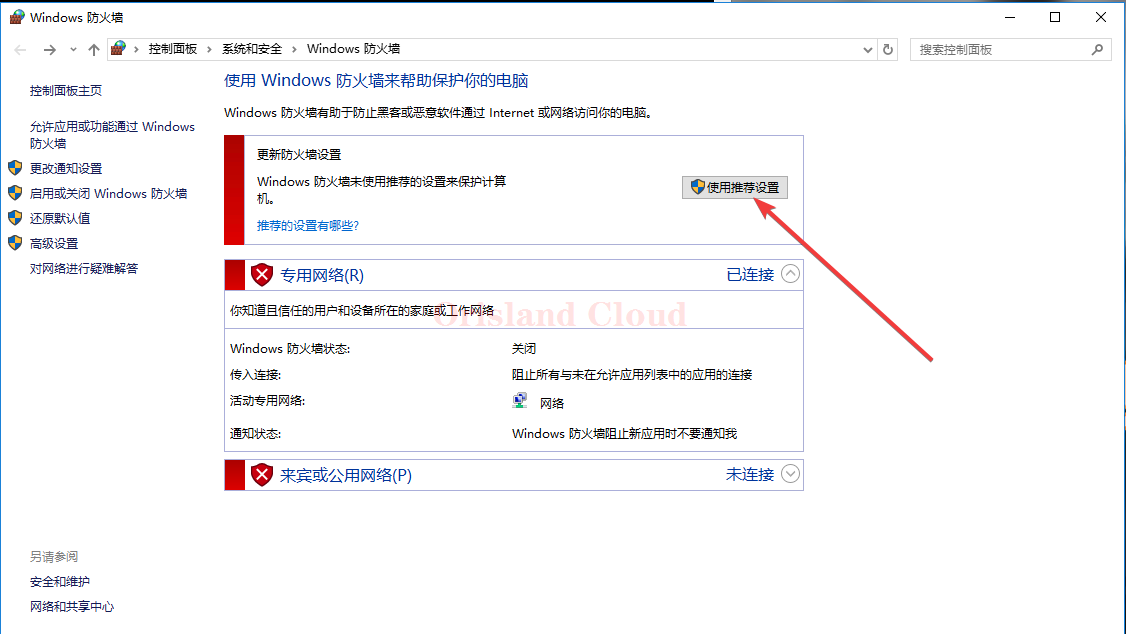 Windows 防火墙
控制面板 › 系统和安全 › Windows 防火墙
搜索控制面板
控制面板主页
允许应用或功能通过 Windows
防火墙
更改通知设置
启用或关闭 Windows 防火墙
还原默认值
高级设置
对网络进行疑难解答
另请参阅
安全和维护
网络和共享中心
使用 Windows 防火墙来帮助保护你的电脑
Windows 防火墙有助于防止黑客或恶意软件通过 Internet 或网络访问你的电脑。
更新防火墙设置
Windows 防火墙未使用推荐的设置来保护计算
机。
使用推荐设置
推荐的设置有哪些?
专用网络(R) 已连接
你知道且信任的用户和设备所在的家庭或工作网络
Orisland Cloud
Windows 防火墙状态: 关闭
传入连接: 阻止所有与未在允许应用列表中的应用的连接
活动专用网络: 网络
通知状态: Windows 防火墙阻止新应用时不要通知我
来宾或公用网络(P) 未连接